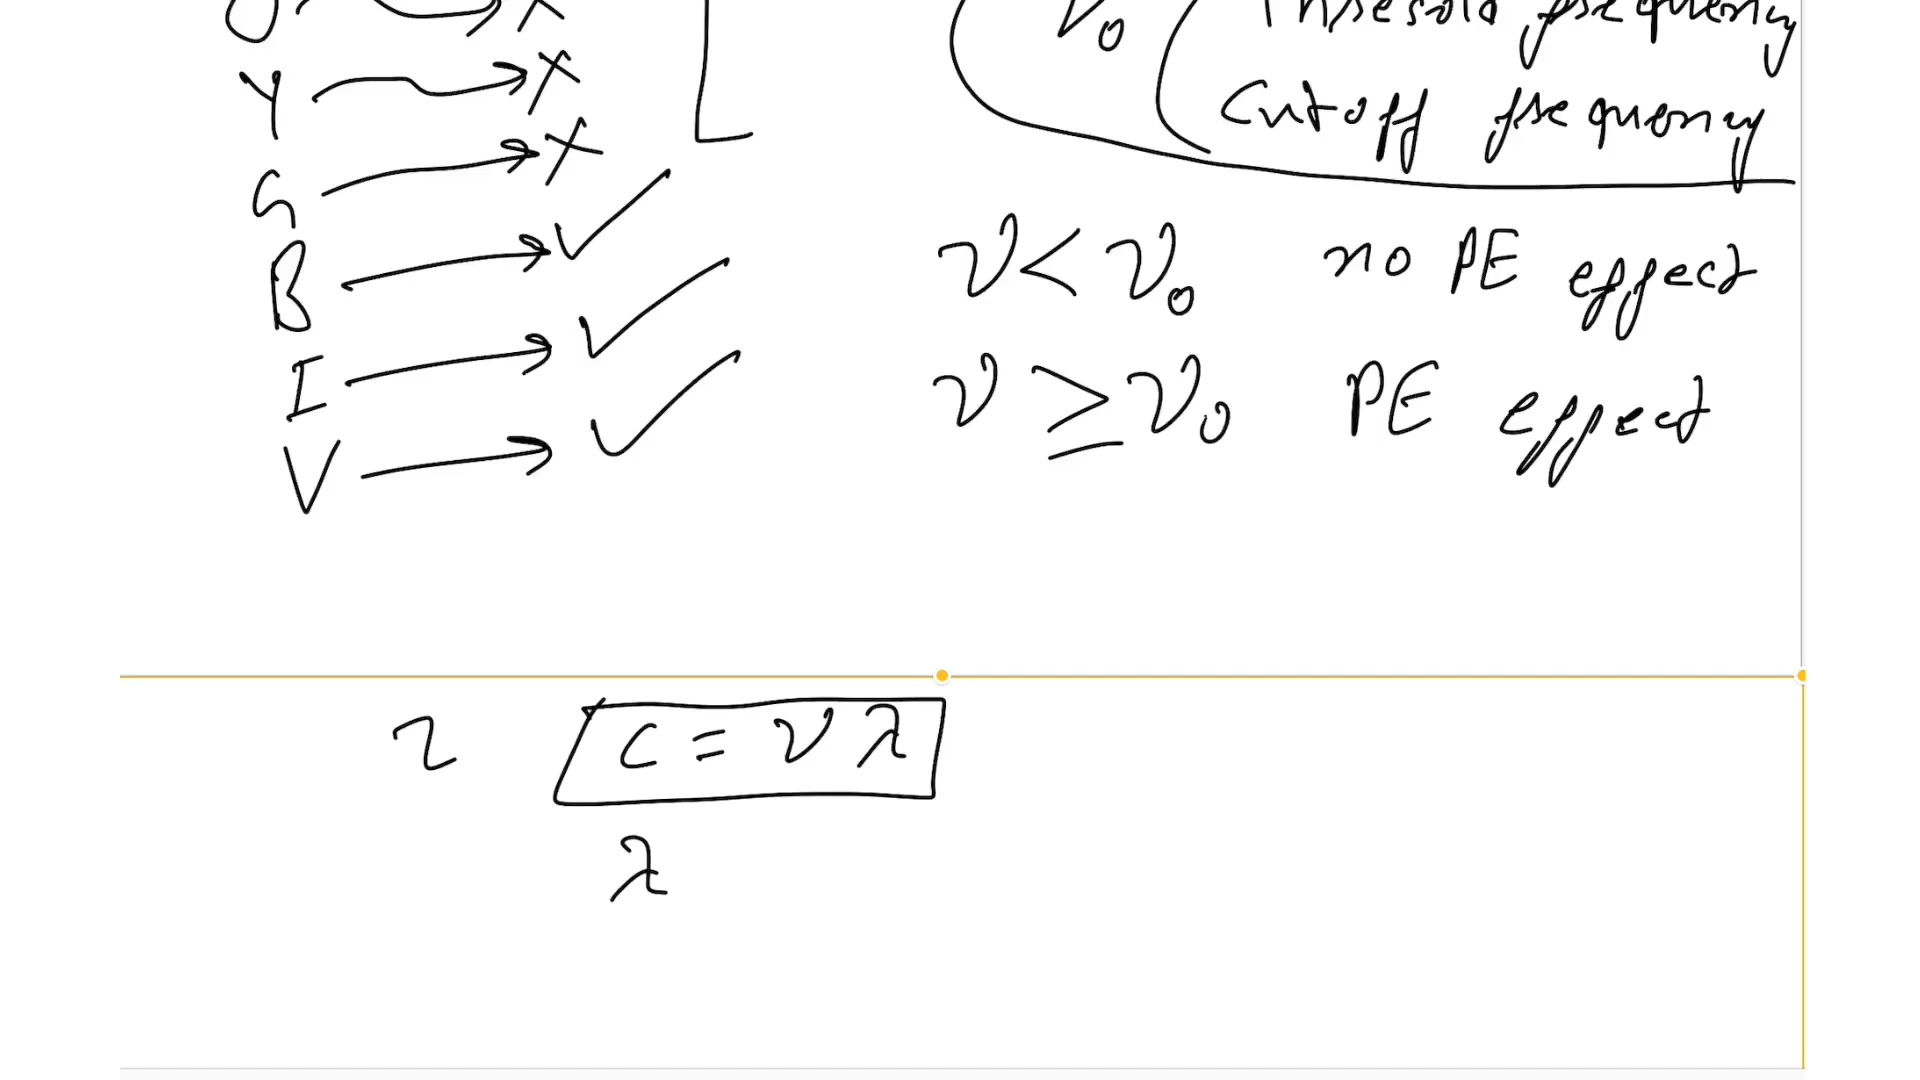 O → X
Y → X
G → X
B → ✓
I → ✓
V → ✓
ν₀ ( Threshold frequency
Cutoff frequency
ν < ν₀ no PE effect
ν ≥ ν₀ PE effect
c = ν λ
λ